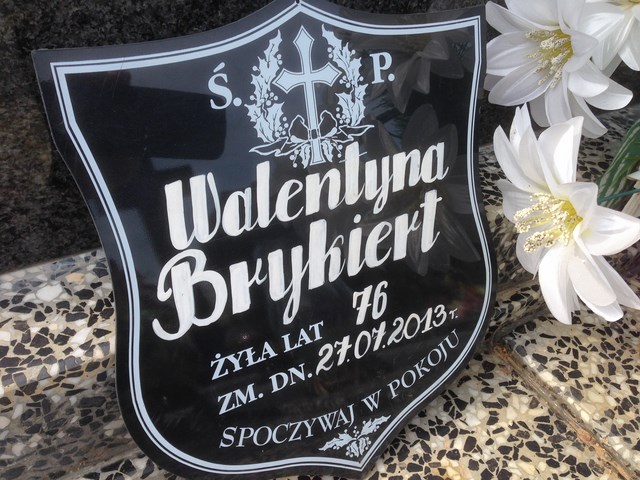 Ś. P.
Walentyna
Brykiert
ŻYŁA LAT 76
ZM. DN. 27.07.2013 r.
SPOCZYWAJ W POKOJU